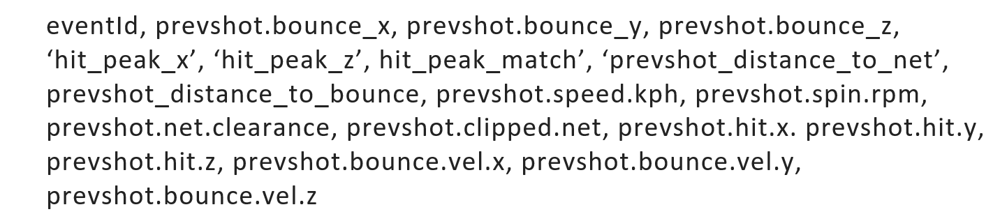 eventId, prevshot.bounce_x, prevshot.bounce_y, prevshot.bounce_z,
‘hit_peak_x’, ‘hit_peak_z’, hit_peak_match’, ‘prevshot_distance_to_net’,
prevshot_distance_to_bounce, prevshot.speed.kph, prevshot.spin.rpm,
prevshot.net.clearance, prevshot.clipped.net, prevshot.hit.x. prevshot.hit.y,
prevshot.hit.z, prevshot.bounce.vel.x, prevshot.bounce.vel.y,
prevshot.bounce.vel.z